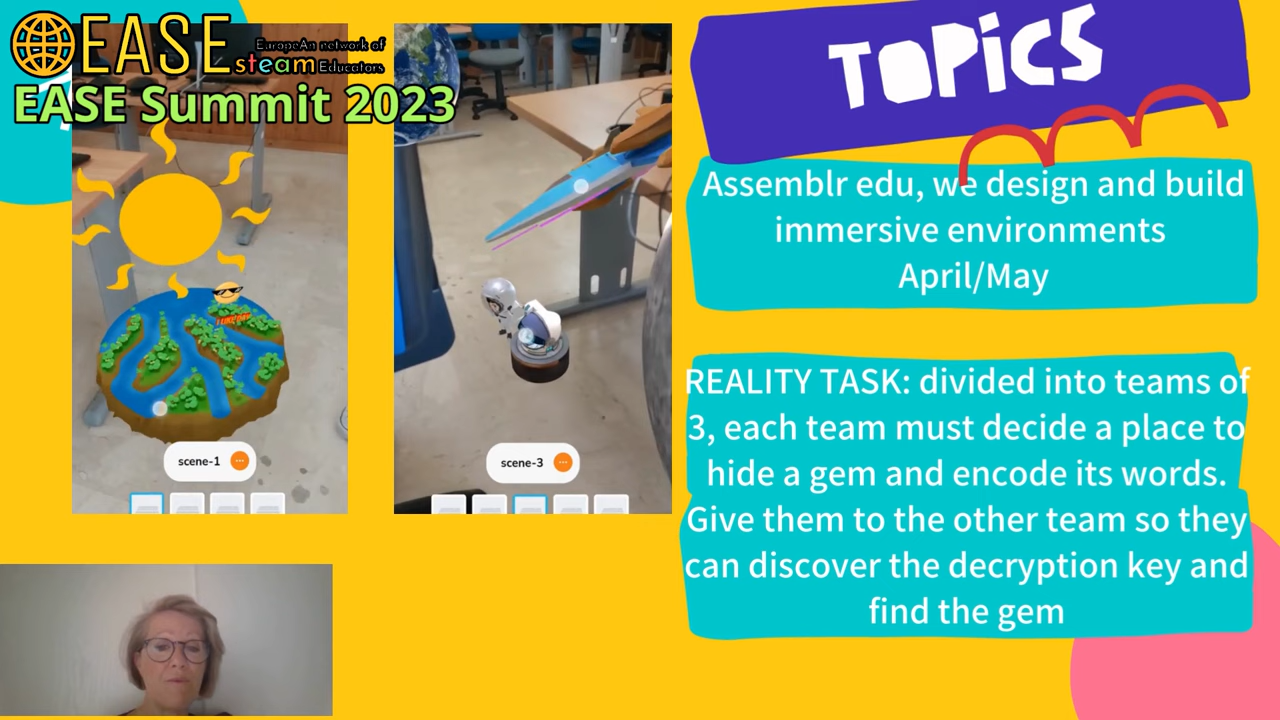 EASE
EuropeAn network of
steam Educators
EASE Summit 2023
TOPiCS
Assemblr edu, we design and build
immersive environments
April/May
REALITY TASK: divided into teams of
3, each team must decide a place to
hide a gem and encode its words.
Give them to the other team so they
can discover the decryption key and
find the gem
scene-1
scene-3